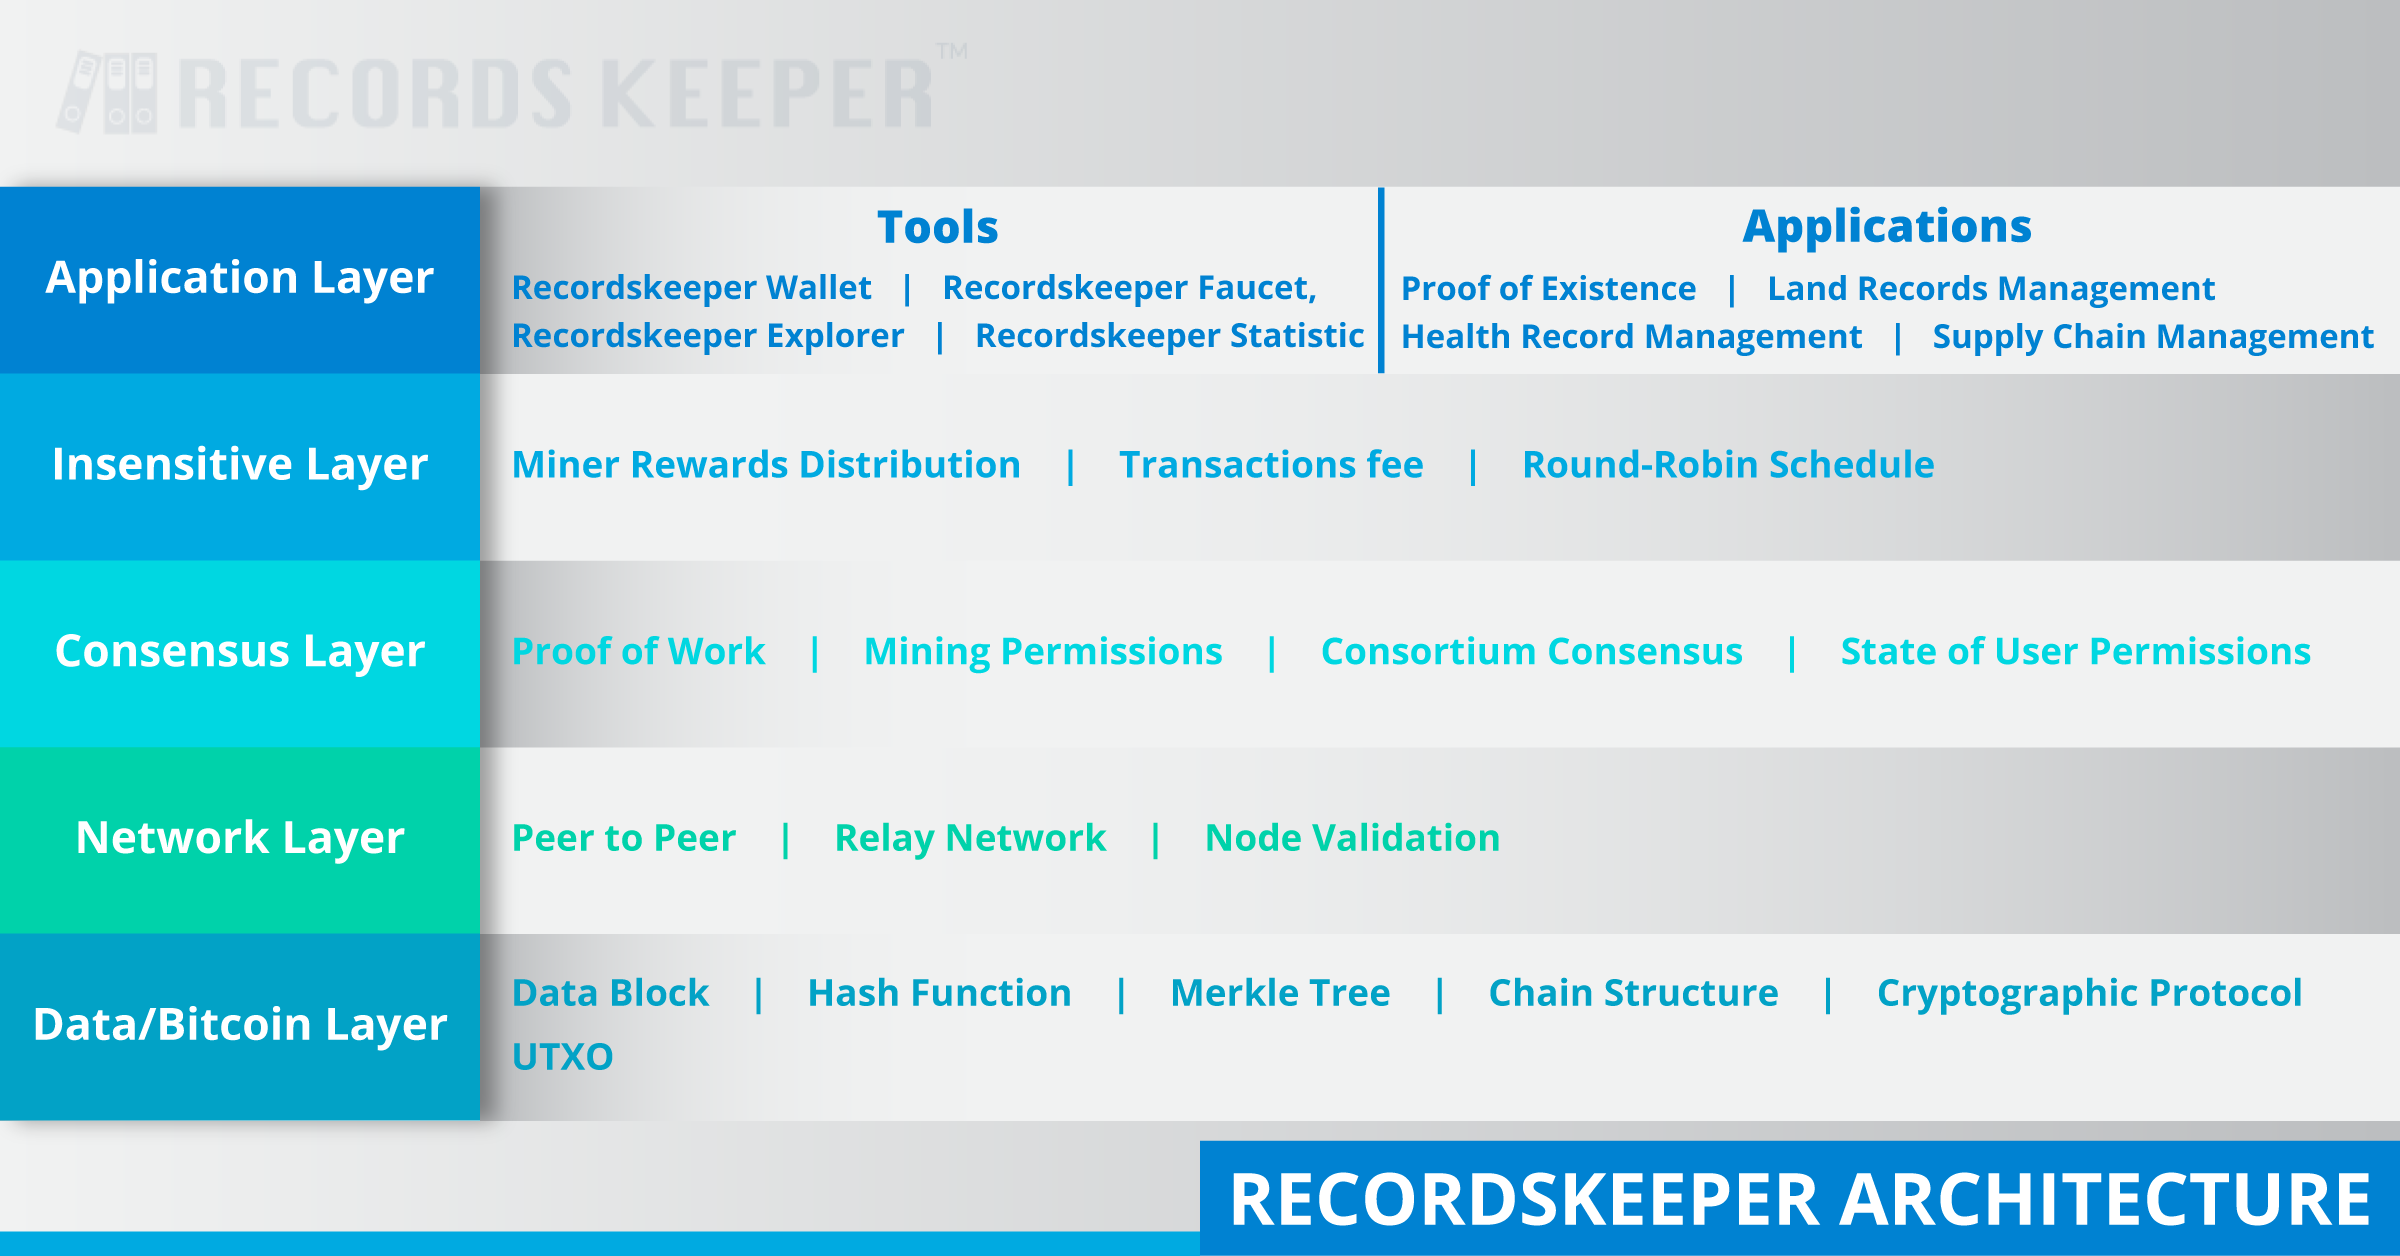 RECORDS KEEPER™
Application Layer
Tools
Recordskeeper Wallet | Recordskeeper Faucet,
Recordskeeper Explorer | Recordskeeper Statistic
Applications
Proof of Existence | Land Records Management
Health Record Management | Supply Chain Management
Insensitive Layer
Miner Rewards Distribution | Transactions fee | Round-Robin Schedule
Consensus Layer
Proof of Work | Mining Permissions | Consortium Consensus | State of User Permissions
Network Layer
Peer to Peer | Relay Network | Node Validation
Data/Bitcoin Layer
Data Block | Hash Function | Merkle Tree | Chain Structure | Cryptographic Protocol
UTXO
RECORDSKEEPER ARCHITECTURE